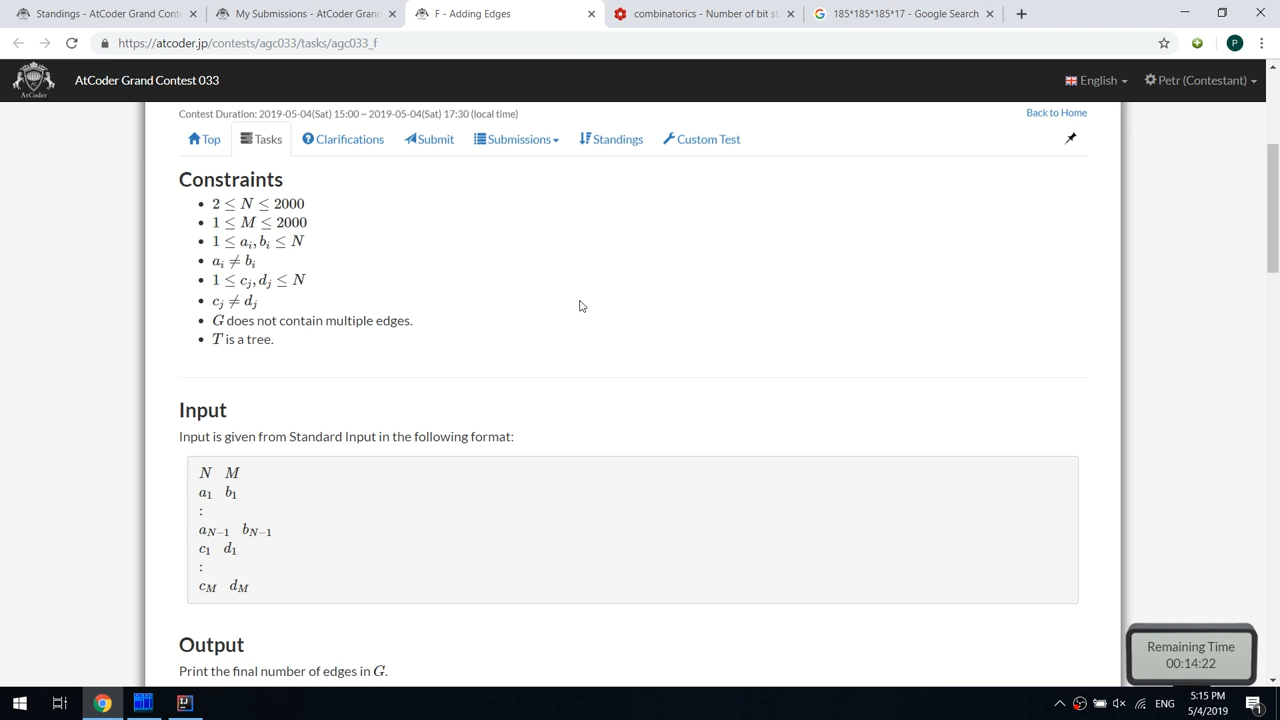 Standings - AtCoder Grand Cont
My Submissions - AtCoder Grand
F - Adding Edges
combinatorics - Number of bit s
185*185*185*17 - Google Search
https://atcoder.jp/contests/agc033/tasks/agc033_f
P
AtCoder
AtCoder Grand Contest 033
English
Petr (Contestant)
Contest Duration: 2019-05-04(Sat) 15:00 ~ 2019-05-04(Sat) 17:30 (local time)
Back to Home
Top
Tasks
Clarifications
Submit
Submissions
Standings
Custom Test
Constraints
2 ≤ N ≤ 2000
1 ≤ M ≤ 2000
1 ≤ a_i, b_i ≤ N
a_i ≠ b_i
1 ≤ c_j, d_j ≤ N
c_j ≠ d_j
G does not contain multiple edges.
T is a tree.
Input
Input is given from Standard Input in the following format:
N M
a_1 b_1
:
a_{N−1} b_{N−1}
c_1 d_1
:
c_M d_M
Output
Print the final number of edges in G.
Remaining Time
00:14:22
ENG
5:15 PM
5/4/2019
1